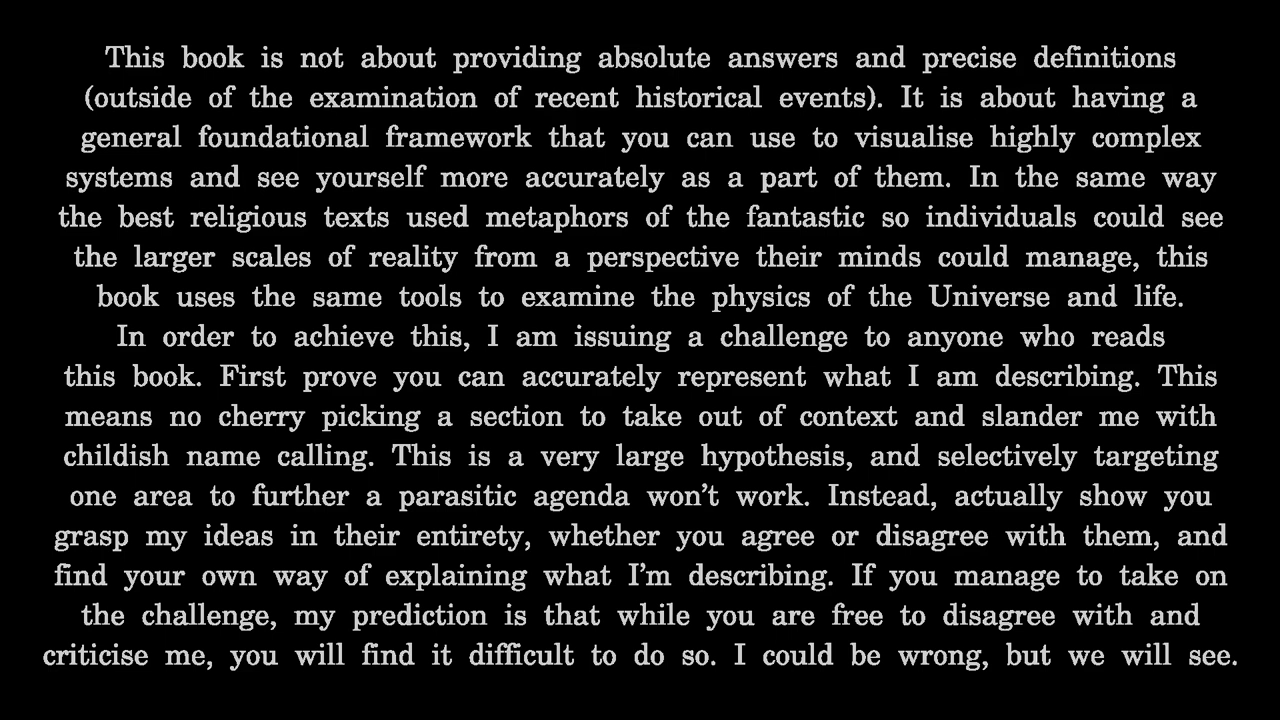 This book is not about providing absolute answers and precise definitions
(outside of the examination of recent historical events). It is about having a
general foundational framework that you can use to visualise highly complex
systems and see yourself more accurately as a part of them. In the same way
the best religious texts used metaphors of the fantastic so individuals could see
the larger scales of reality from a perspective their minds could manage, this
book uses the same tools to examine the physics of the Universe and life.
In order to achieve this, I am issuing a challenge to anyone who reads
this book. First prove you can accurately represent what I am describing. This
means no cherry picking a section to take out of context and slander me with
childish name calling. This is a very large hypothesis, and selectively targeting
one area to further a parasitic agenda won’t work. Instead, actually show you
grasp my ideas in their entirety, whether you agree or disagree with them, and
find your own way of explaining what I’m describing. If you manage to take on
the challenge, my prediction is that while you are free to disagree with and
criticise me, you will find it difficult to do so. I could be wrong, but we will see.